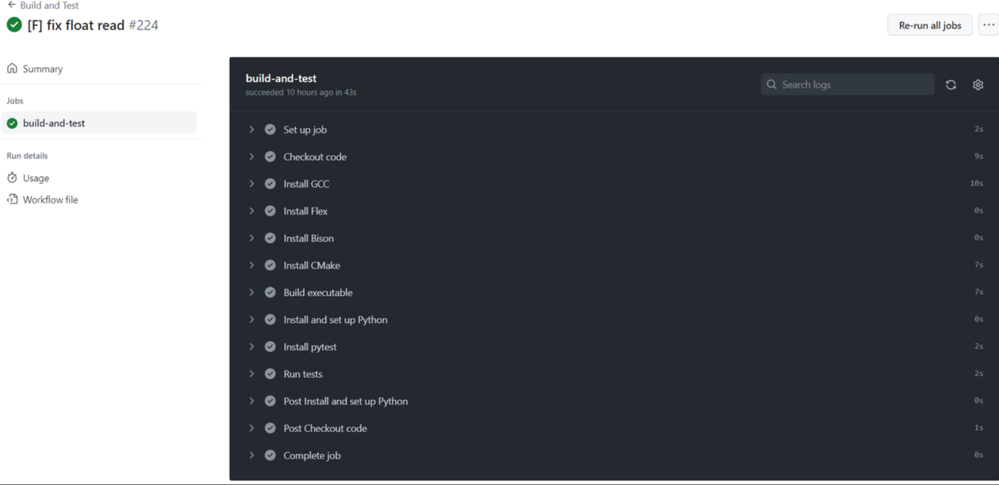 Build and Test
[F] fix float read #224
Re-run all jobs
Summary
Jobs
build-and-test
Run details
Usage
Workflow file
build-and-test
succeeded 10 hours ago in 43s
Search logs
Set up job 2s
Checkout code 9s
Install GCC 10s
Install Flex 0s
Install Bison 0s
Install CMake 7s
Build executable 7s
Install and set up Python 0s
Install pytest 2s
Run tests 2s
Post Install and set up Python 0s
Post Checkout code 1s
Complete job 0s